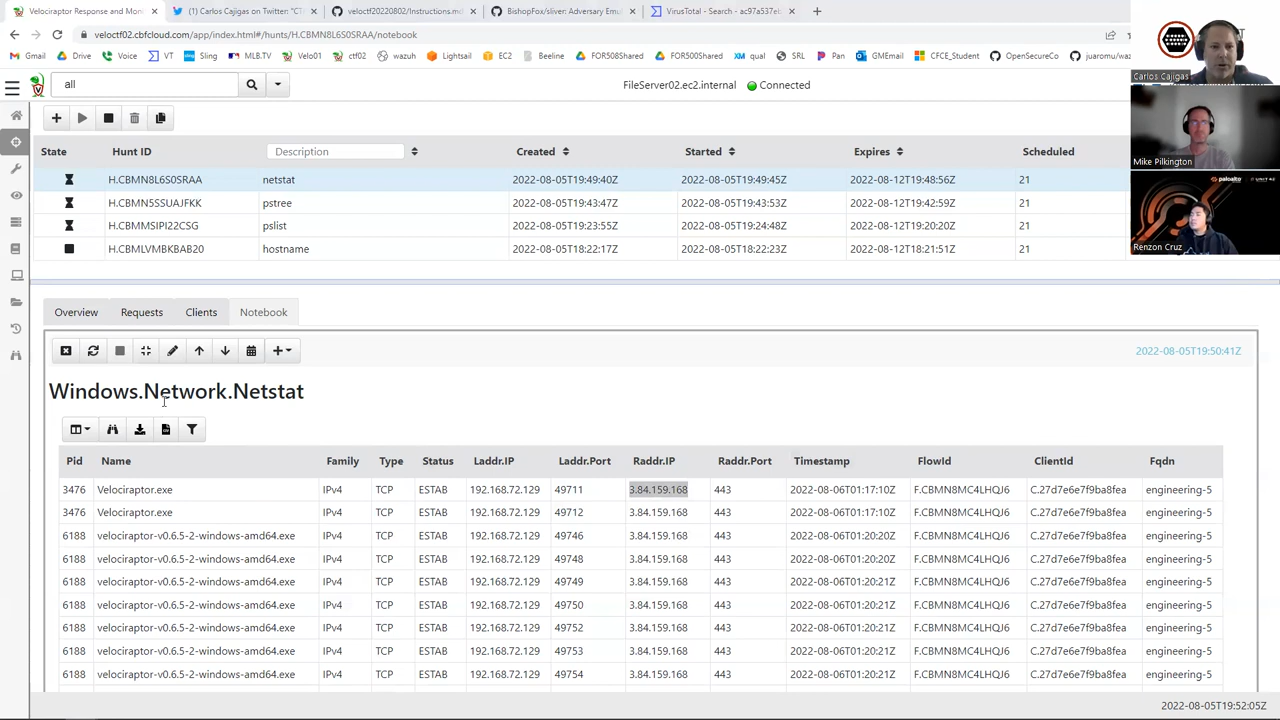 Velociraptor Response and Moni
Carlos Cajigas on Twitter: "CT
veloctf20220802/Instructions.md
BishopFox/sliver: Adversary Emu
VirusTotal - Search - ac97a537eb
veloctf02.cbfcloud.com/app/index.html#/hunts/H.CBMN8L6S0SRAA/notebook
Gmail Drive Velo01 VT Sling MLB.TV Lightsc EC2 Beeline FOR508Shared FOR500Shared qual SRL Pan GMEmail CFCE_Student OpenSecureCo juaromu/waz
wazuh
ctf02
all
FileServer02.ec2.internal Connected
Carlos Cajigas
Mike Pilkington
paloalto UNIT 42
Renzon Cruz
State Hunt ID Description Created Started Expires Scheduled
H.CBMN8L6S0SRAA netstat 2022-08-05T19:49:40Z 2022-08-05T19:49:45Z 2022-08-12T19:48:56Z 21
H.CBMN5SSUAJFKK pstree 2022-08-05T19:43:47Z 2022-08-05T19:43:53Z 2022-08-12T19:42:59Z 21
H.CBMMSIPI22CSG pslist 2022-08-05T19:23:55Z 2022-08-05T19:24:48Z 2022-08-12T19:20:20Z 21
H.CBMLVMBKBAB20 hostname 2022-08-05T18:22:17Z 2022-08-05T18:22:23Z 2022-08-12T18:21:51Z 21
Overview Requests Clients Notebook
2022-08-05T19:50:41Z
Windows.Network.Netstat
Pid Name Family Type Status Laddr.IP Laddr.Port Raddr.IP Raddr.Port Timestamp FlowId ClientId Fqdn
3476 Velociraptor.exe IPv4 TCP ESTAB 192.168.72.129 49711 3.84.159.168 443 2022-08-06T01:17:10Z F.CBMN8MC4LHQJ6 C.27d7e6e7f9ba8fea engineering-5
3476 Velociraptor.exe IPv4 TCP ESTAB 192.168.72.129 49712 3.84.159.168 443 2022-08-06T01:17:10Z F.CBMN8MC4LHQJ6 C.27d7e6e7f9ba8fea engineering-5
6188 velociraptor-v0.6.5-2-windows-amd64.exe IPv4 TCP ESTAB 192.168.72.129 49746 3.84.159.168 443 2022-08-06T01:20:20Z F.CBMN8MC4LHQJ6 C.27d7e6e7f9ba8fea engineering-5
6188 velociraptor-v0.6.5-2-windows-amd64.exe IPv4 TCP ESTAB 192.168.72.129 49748 3.84.159.168 443 2022-08-06T01:20:20Z F.CBMN8MC4LHQJ6 C.27d7e6e7f9ba8fea engineering-5
6188 velociraptor-v0.6.5-2-windows-amd64.exe IPv4 TCP ESTAB 192.168.72.129 49749 3.84.159.168 443 2022-08-06T01:20:21Z F.CBMN8MC4LHQJ6 C.27d7e6e7f9ba8fea engineering-5
6188 velociraptor-v0.6.5-2-windows-amd64.exe IPv4 TCP ESTAB 192.168.72.129 49750 3.84.159.168 443 2022-08-06T01:20:21Z F.CBMN8MC4LHQJ6 C.27d7e6e7f9ba8fea engineering-5
6188 velociraptor-v0.6.5-2-windows-amd64.exe IPv4 TCP ESTAB 192.168.72.129 49752 3.84.159.168 443 2022-08-06T01:20:21Z F.CBMN8MC4LHQJ6 C.27d7e6e7f9ba8fea engineering-5
6188 velociraptor-v0.6.5-2-windows-amd64.exe IPv4 TCP ESTAB 192.168.72.129 49753 3.84.159.168 443 2022-08-06T01:20:21Z F.CBMN8MC4LHQJ6 C.27d7e6e7f9ba8fea engineering-5
6188 velociraptor-v0.6.5-2-windows-amd64.exe IPv4 TCP ESTAB 192.168.72.129 49754 3.84.159.168 443 2022-08-06T01:20:21Z F.CBMN8MC4LHQJ6 C.27d7e6e7f9ba8fea engineering-5
2022-08-05T19:52:05Z